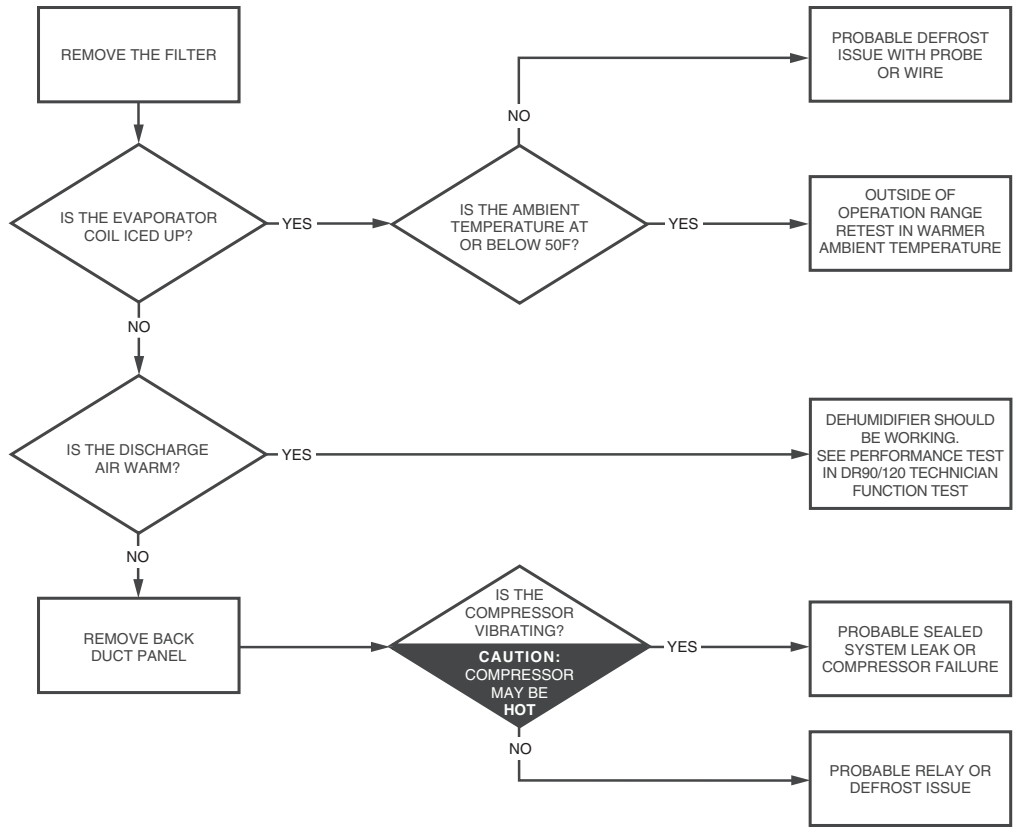 REMOVE THE FILTER
PROBABLE DEFROST
ISSUE WITH PROBE
OR WIRE
NO
IS THE EVAPORATOR
COIL ICED UP?
YES
IS THE AMBIENT
TEMPERATURE AT
OR BELOW 50F?
YES
OUTSIDE OF
OPERATION RANGE
RETEST IN WARMER
AMBIENT TEMPERATURE
NO
IS THE DISCHARGE
AIR WARM?
YES
DEHUMIDIFIER SHOULD
BE WORKING.
SEE PERFORMANCE TEST
IN DR90/120 TECHNICIAN
FUNCTION TEST
NO
REMOVE BACK
DUCT PANEL
IS THE
COMPRESSOR
VIBRATING?
CAUTION:
COMPRESSOR
MAY BE
HOT
YES
PROBABLE SEALED
SYSTEM LEAK OR
COMPRESSOR FAILURE
NO
PROBABLE RELAY OR
DEFROST ISSUE